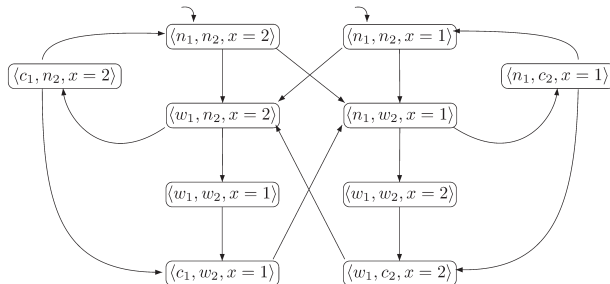 ⟨n₁, n₂, x = 2⟩ ⟨n₁, n₂, x = 1⟩
⟨c₁, n₂, x = 2⟩ ⟨n₁, c₂, x = 1⟩
⟨w₁, n₂, x = 2⟩ ⟨n₁, w₂, x = 1⟩
⟨w₁, w₂, x = 1⟩ ⟨w₁, w₂, x = 2⟩
⟨c₁, w₂, x = 1⟩ ⟨w₁, c₂, x = 2⟩